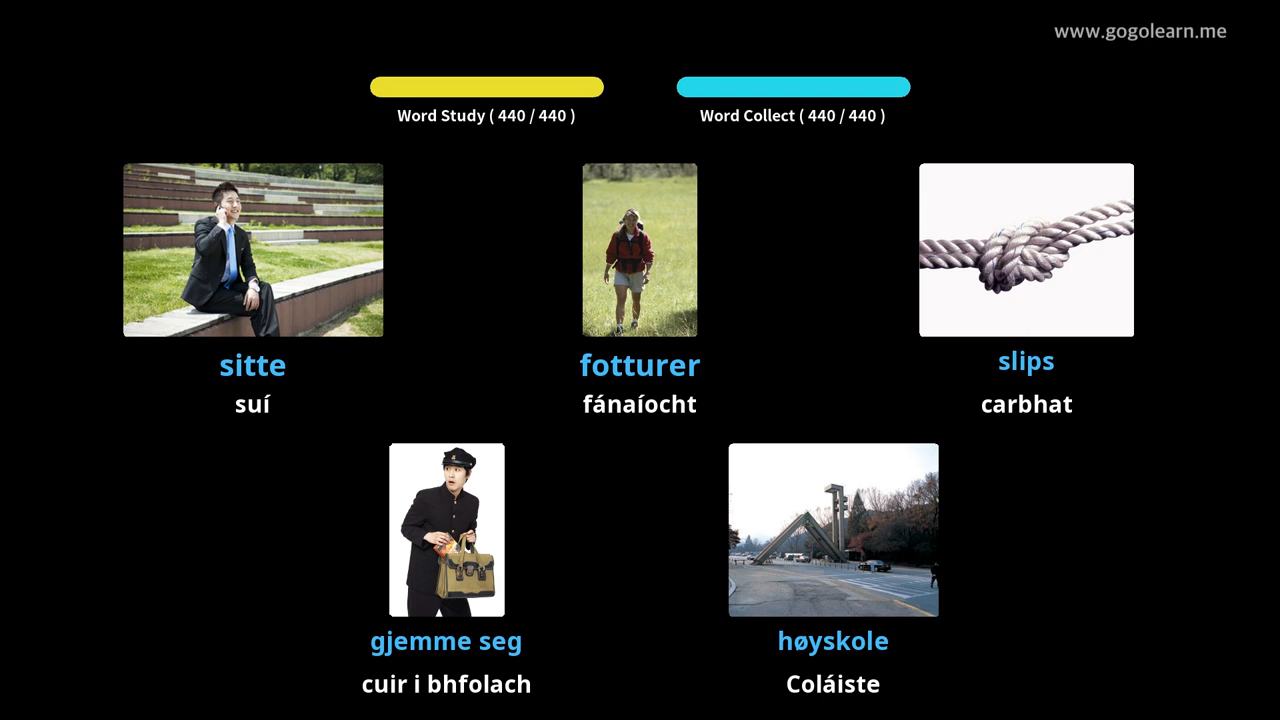 www.gogolearn.me
Word Study ( 440 / 440 )
Word Collect ( 440 / 440 )
sitte
suí
fotturer
fánaíocht
slips
carbhat
gjemme seg
cuir i bhfolach
høyskole
Coláiste